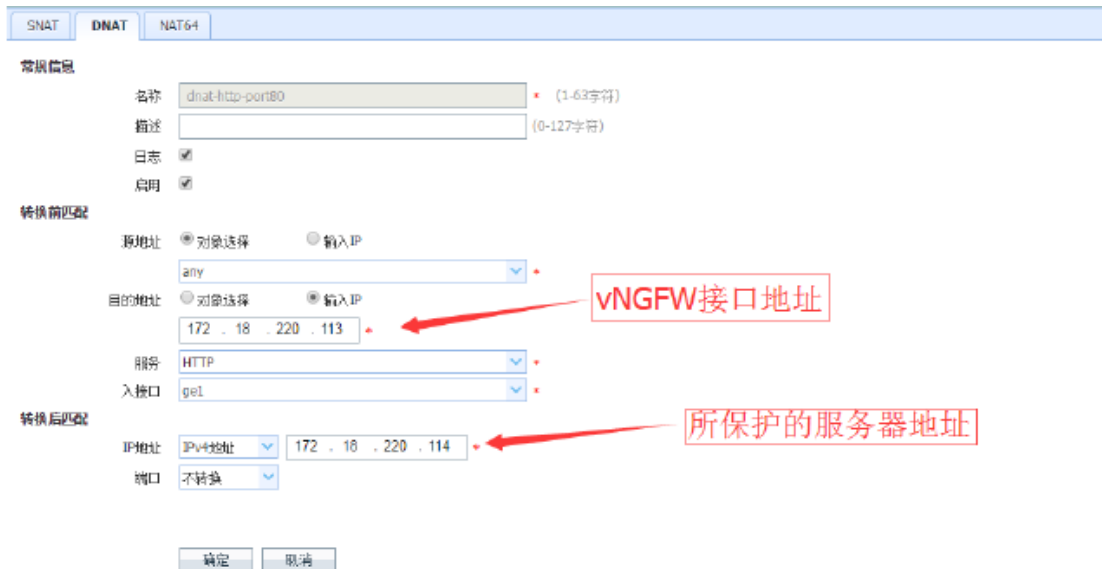 SNAT DNAT NAT64
常规信息
名称 dnat-http-port80 * (1-63字符)
描述 (0-127字符)
日志
启用
转换前匹配
源地址 对象选择 输入IP
any *
目的地址 对象选择 输入IP
vNGFW接口地址
172 . 18 . 220 . 113 *
服务 HTTP *
入接口 ge1 *
转换后匹配
所保护的服务器地址
IP地址 IPv4地址 172 . 18 . 220 . 114 *
端口 不转换
确定 取消